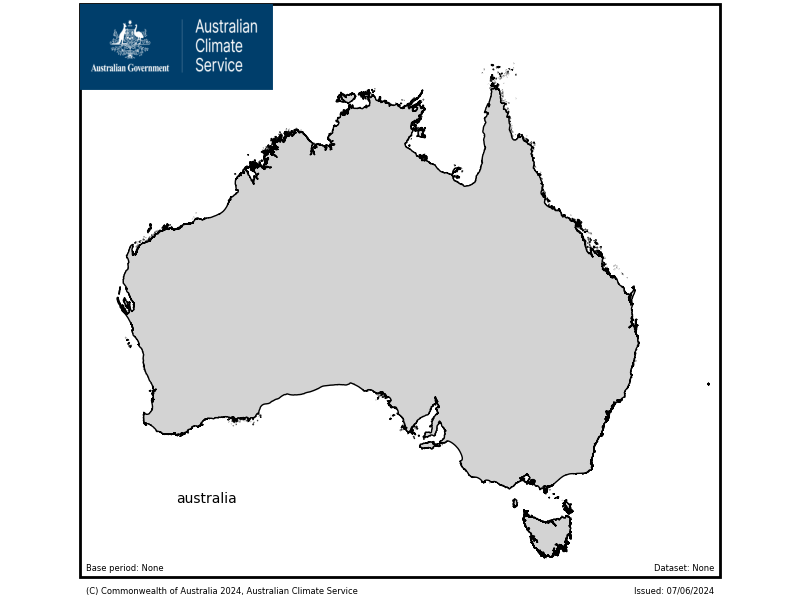 Australian Government
Australian
Climate
Service
australia
Base period: None
Dataset: None
(C) Commonwealth of Australia 2024, Australian Climate Service
Issued: 07/06/2024